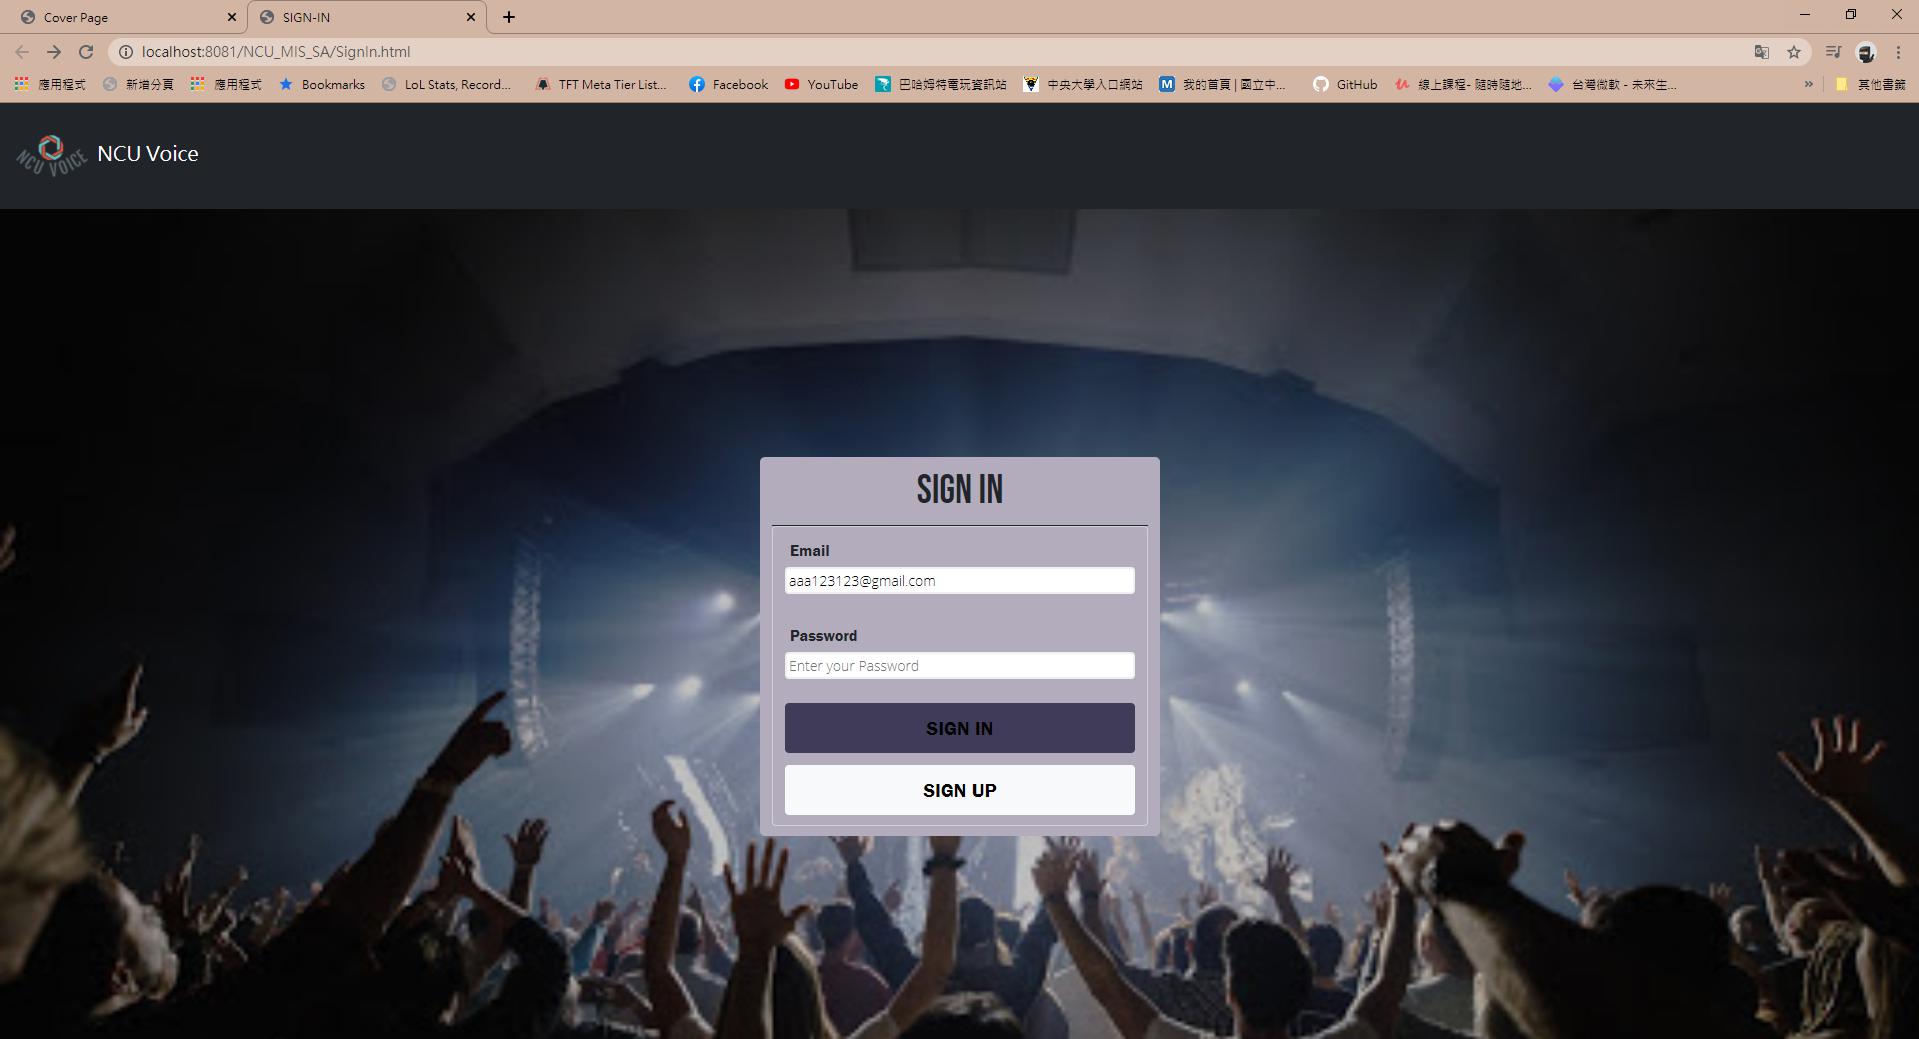 Cover Page
SIGN-IN
localhost:8081/NCU_MIS_SA/SignIn.html
應用程式 新增分頁 應用程式 Bookmarks LoL Stats, Record... TFT Meta Tier List... Facebook YouTube 巴哈姆特電玩資訊站 中央大學入口網站 我的首頁 | 國立中... GitHub 線上課程- 隨時隨地... 台灣微軟 - 未來生... » 其他書籤
NCU VOICE
NCU Voice
SIGN IN
Email
aaa123123@gmail.com
Password
Enter your Password
SIGN IN
SIGN UP